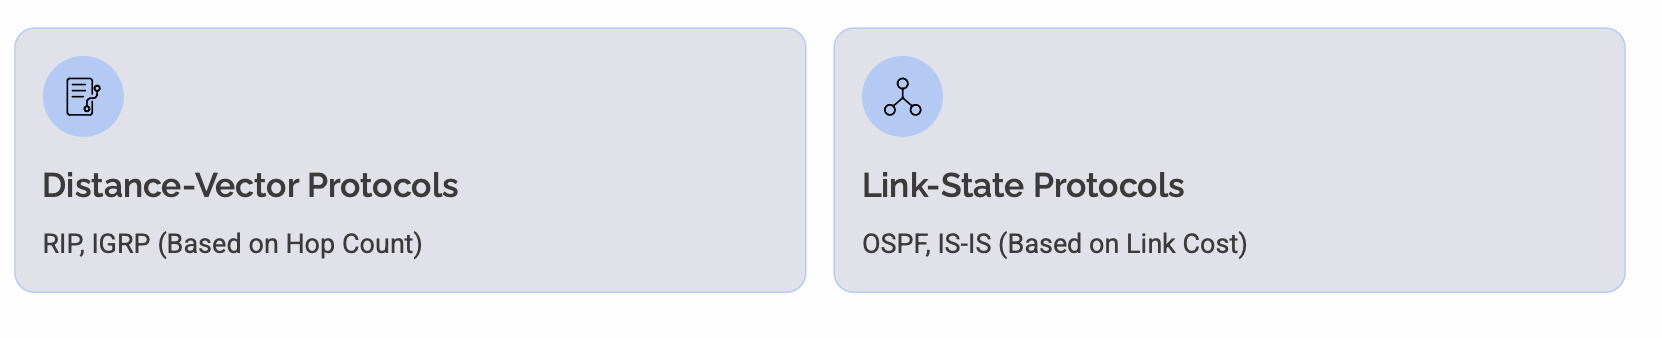 Distance-Vector Protocols
RIP, IGRP (Based on Hop Count)
Link-State Protocols
OSPF, IS-IS (Based on Link Cost)